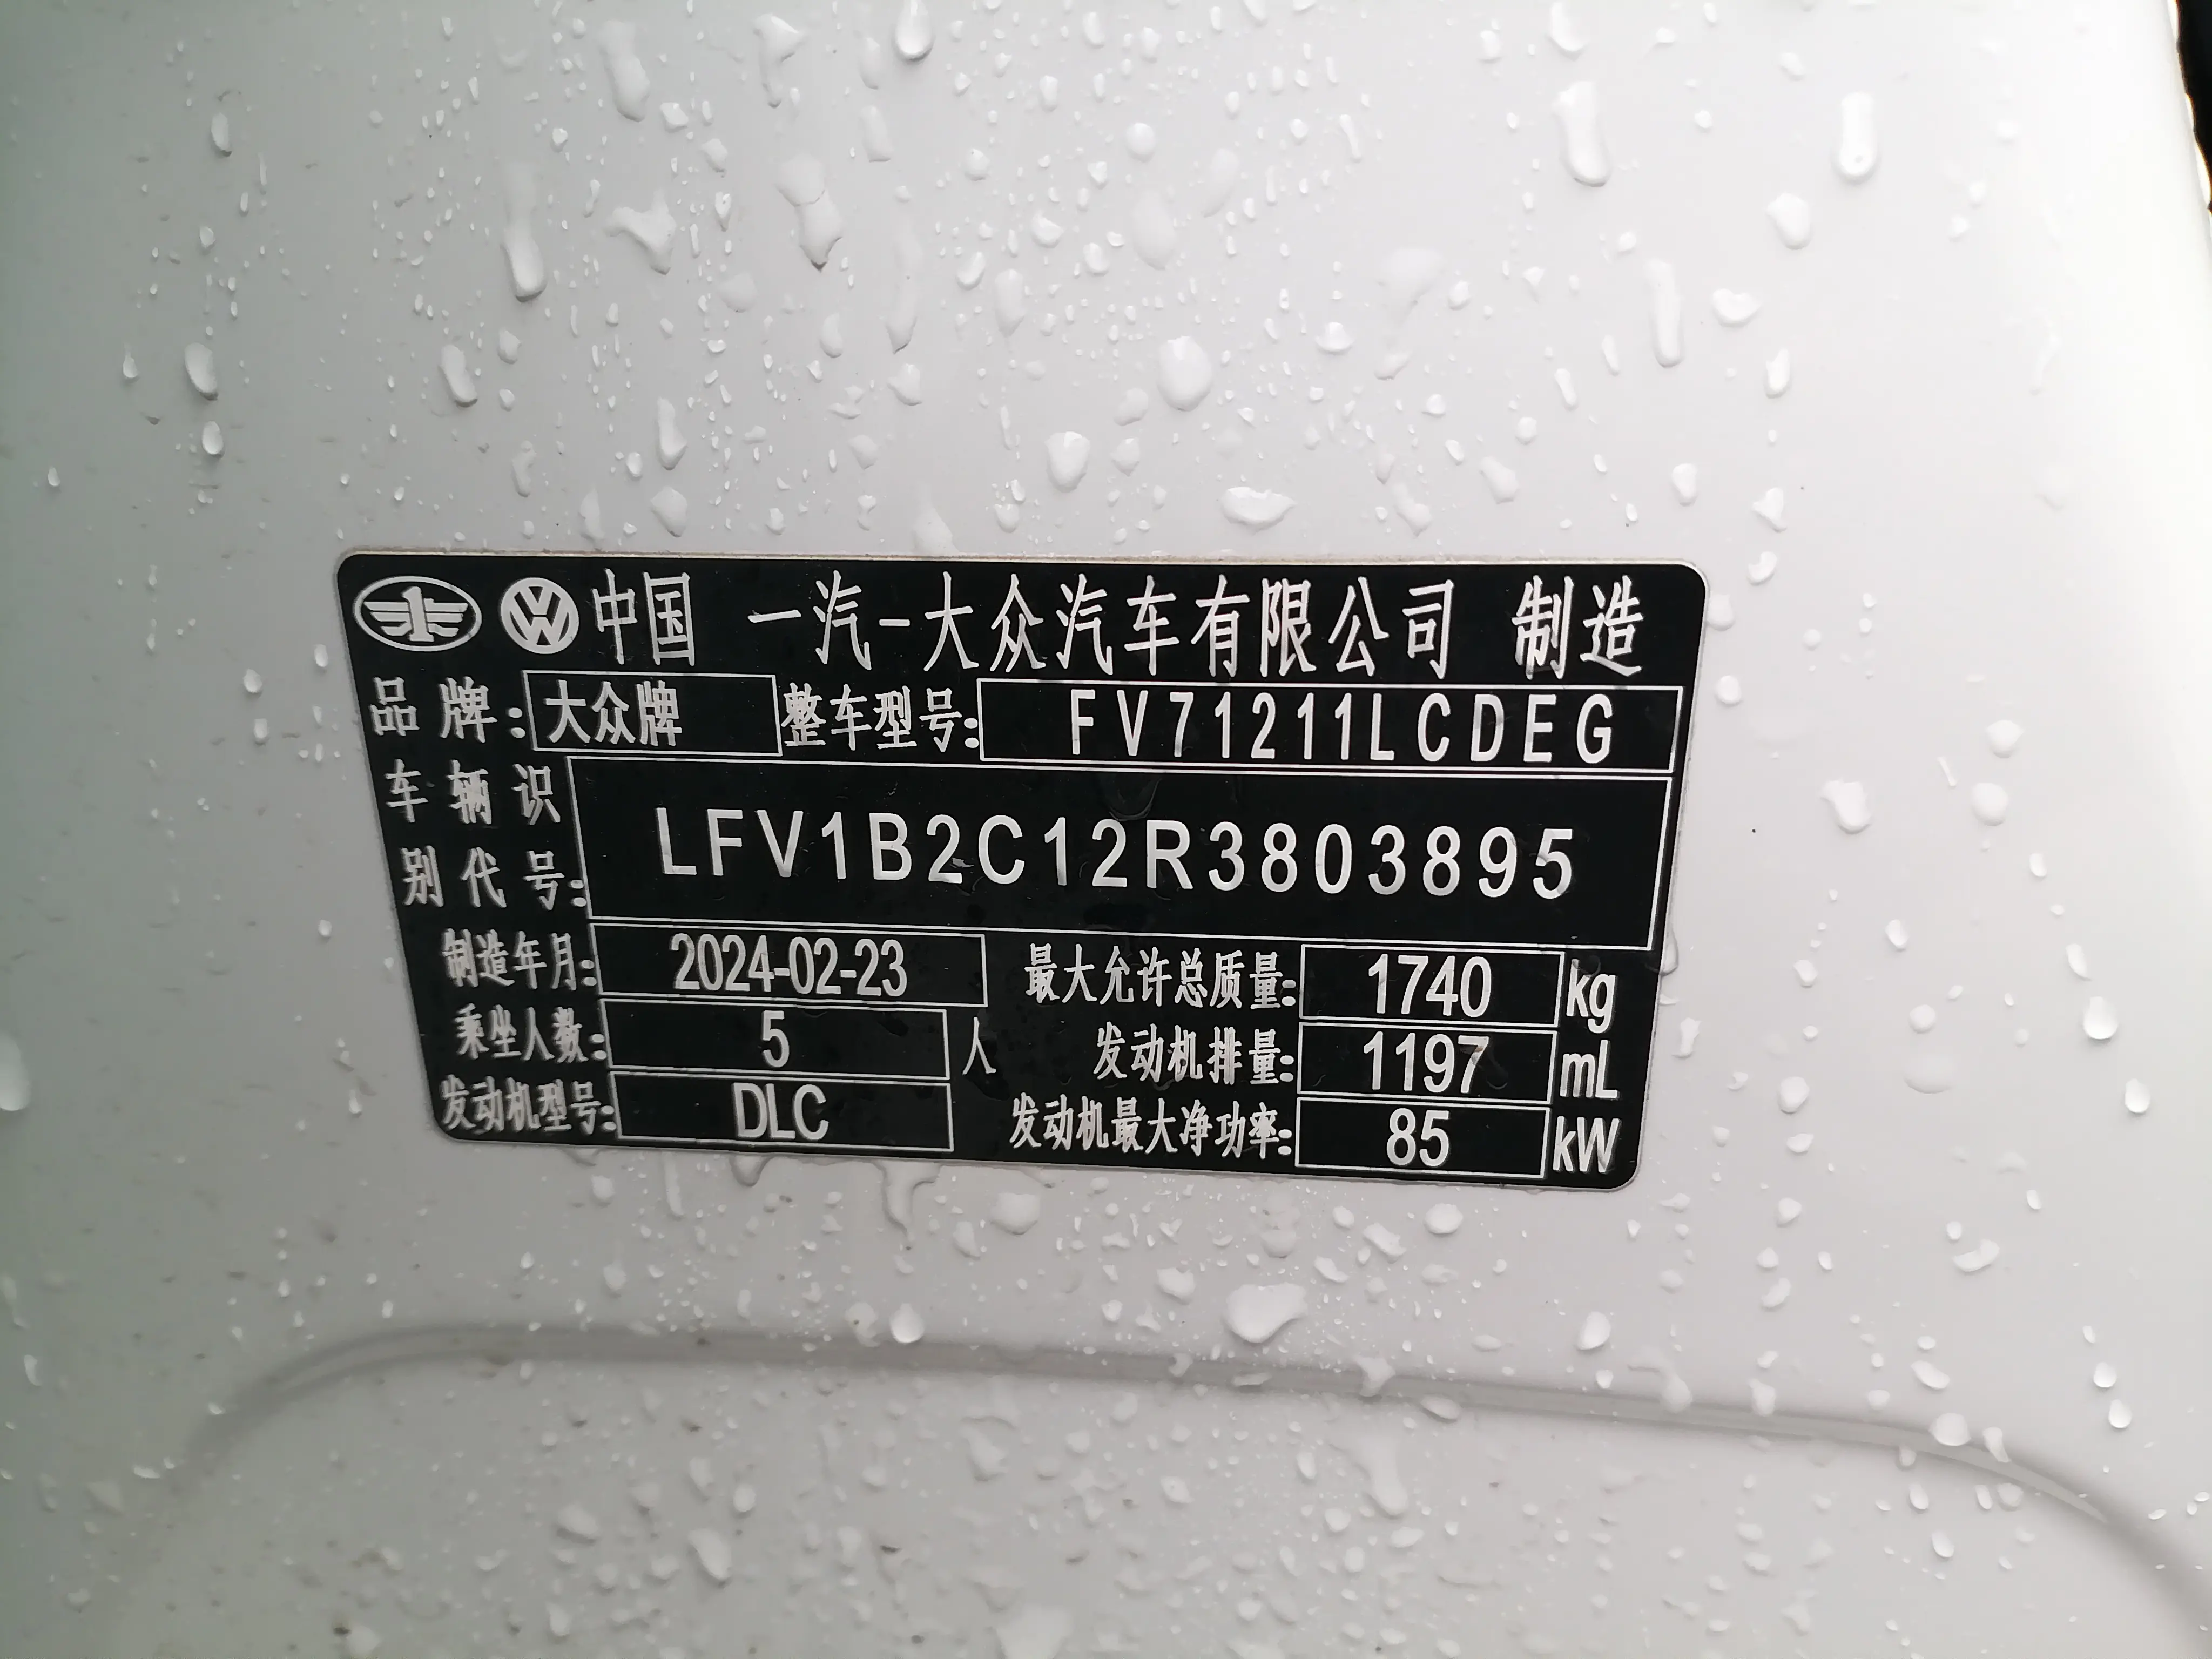 中国 一汽-大众汽车有限公司 制造
品牌: 大众牌 整车型号: FV71211LCDEG
车辆识别代号: LFV1B2C12R3803895
制造年月: 2024-02-23 最大允许总质量: 1740 kg
乘坐人数: 5 人 发动机排量: 1197 mL
发动机型号: DLC 发动机最大净功率: 85 kW